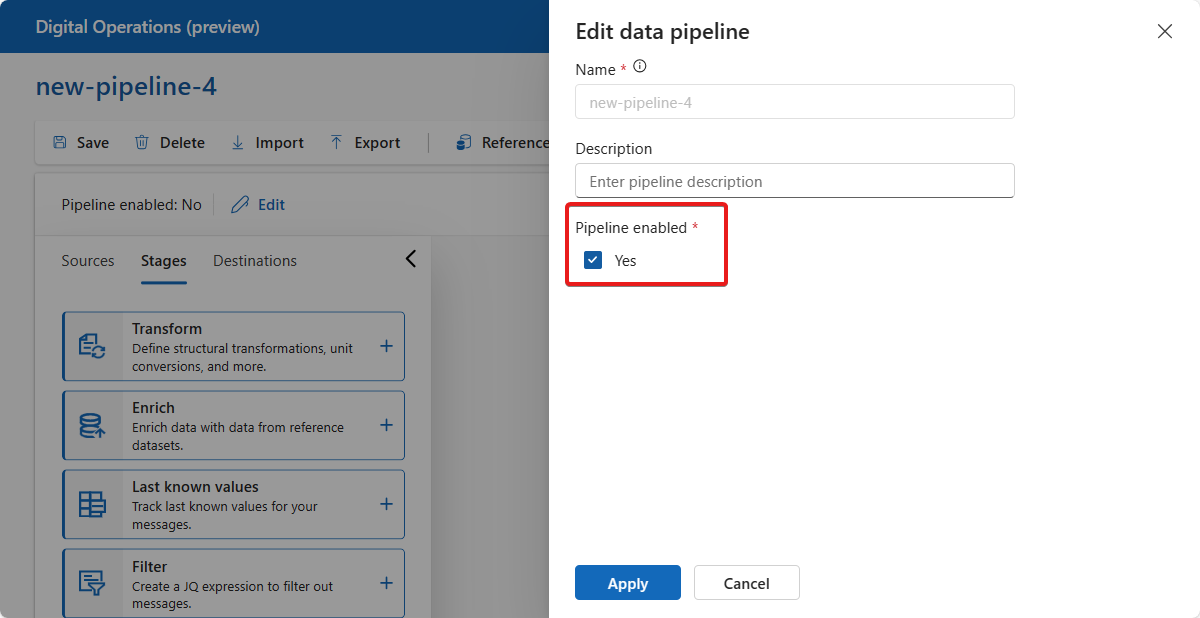 Digital Operations (preview)
new-pipeline-4
Save Delete Import Export Reference
Pipeline enabled: No Edit
Sources Stages Destinations
Transform
Define structural transformations, unit
conversions, and more.
Enrich
Enrich data with data from reference
datasets.
Last known values
Track last known values for your
messages.
Filter
Create a JQ expression to filter out
messages.
Edit data pipeline
Name *
new-pipeline-4
Description
Enter pipeline description
Pipeline enabled *
Yes
Apply Cancel